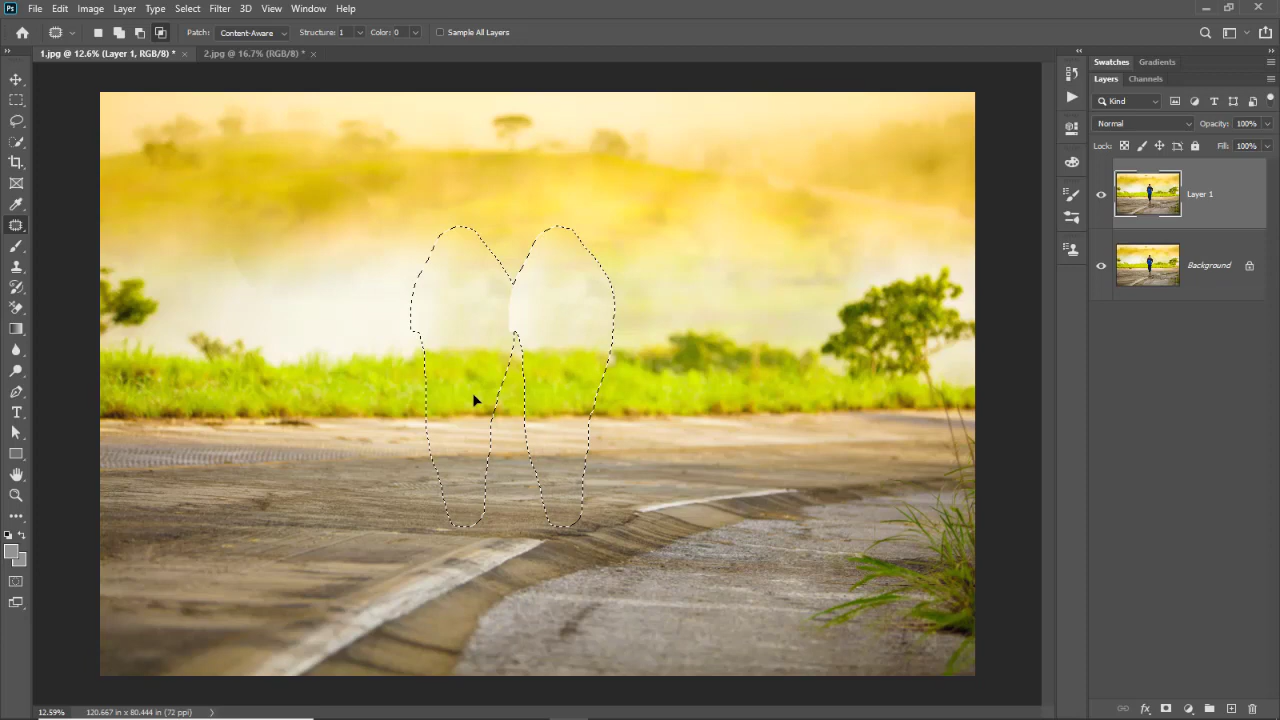 Ps File Edit Image Layer Type Select Filter 3D View Window Help
Patch: Content-Aware Structure: 1 Color: 0 Sample All Layers
1.jpg @ 12.6% (Layer 1, RGB/8) * × 2.jpg @ 16.7% (RGB/8) * ×
Swatches Gradients
Layers Channels
Kind
Normal Opacity: 100%
Lock: Fill: 100%
Layer 1
Background
12.59% 120.667 in x 80.444 in (72 ppi)